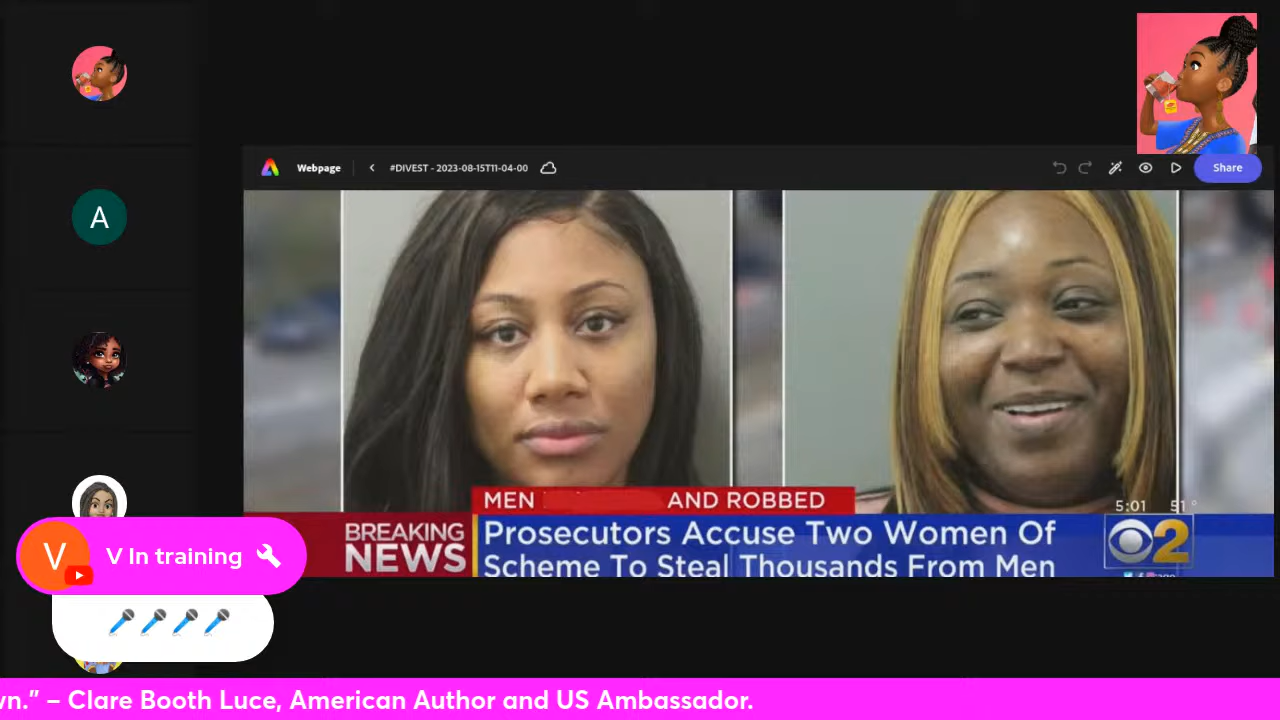 Webpage
#DIVEST - 2023-08-15T11-04-00
Share
A
MEN AND ROBBED
5:01 51°
BREAKING
NEWS
Prosecutors Accuse Two Women Of
Scheme To Steal Thousands From Men
2
V
V In training
vn.” – Clare Booth Luce, American Author and US Ambassador.